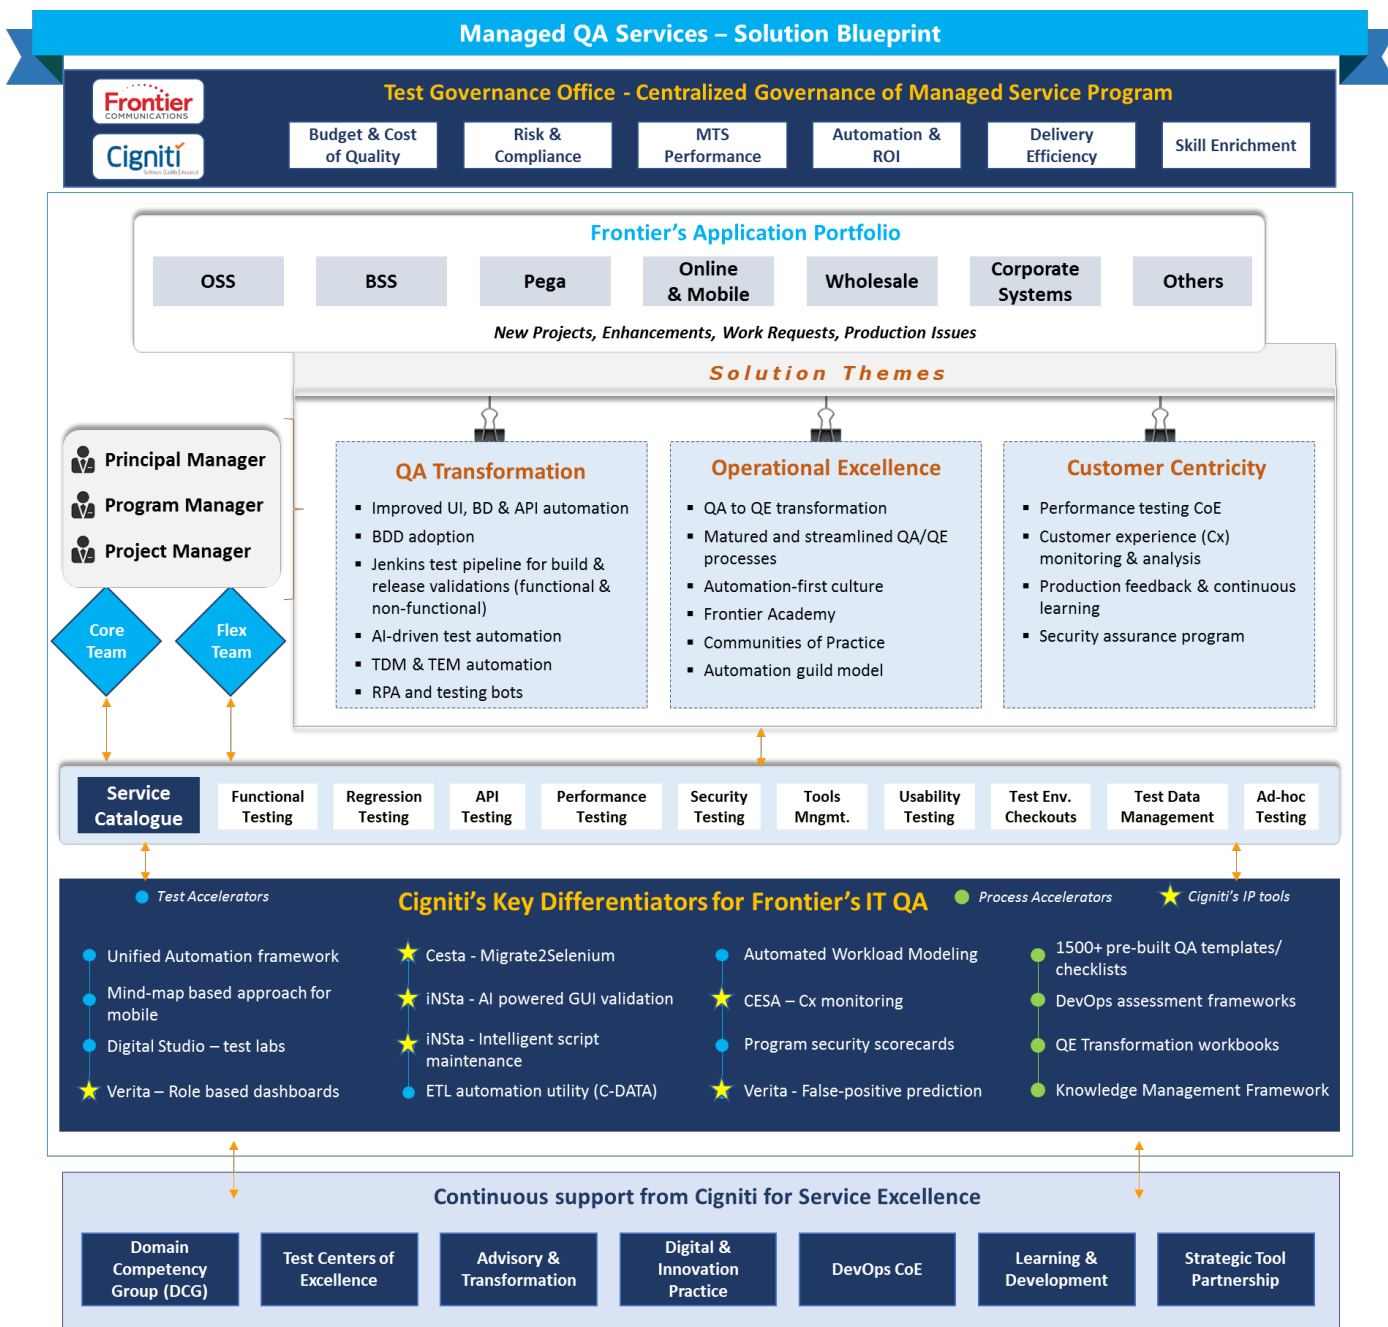 Managed QA Services – Solution Blueprint
Frontier
COMMUNICATIONS
Cigniti
Software Quality | Assured
Test Governance Office - Centralized Governance of Managed Service Program
Budget & Cost
of Quality
Risk &
Compliance
MTS
Performance
Automation &
ROI
Delivery
Efficiency
Skill Enrichment
Frontier's Application Portfolio
OSS
BSS
Pega
Online
& Mobile
Wholesale
Corporate
Systems
Others
New Projects, Enhancements, Work Requests, Production Issues
Solution Themes
Principal Manager
Program Manager
Project Manager
Core
Team
Flex
Team
QA Transformation
▪ Improved UI, BD & API automation
▪ BDD adoption
▪ Jenkins test pipeline for build &
release validations (functional &
non-functional)
▪ AI-driven test automation
▪ TDM & TEM automation
▪ RPA and testing bots
Operational Excellence
▪ QA to QE transformation
▪ Matured and streamlined QA/QE
processes
▪ Automation-first culture
▪ Frontier Academy
▪ Communities of Practice
▪ Automation guild model
Customer Centricity
▪ Performance testing CoE
▪ Customer experience (Cx)
monitoring & analysis
▪ Production feedback & continuous
learning
▪ Security assurance program
Service
Catalogue
Functional
Testing
Regression
Testing
API
Testing
Performance
Testing
Security
Testing
Tools
Mngmt.
Usability
Testing
Test Env.
Checkouts
Test Data
Management
Ad-hoc
Testing
Test Accelerators
Cigniti's Key Differentiators for Frontier's IT QA
Process Accelerators
Cigniti's IP tools
Unified Automation framework
Mind-map based approach for
mobile
Digital Studio – test labs
Verita – Role based dashboards
Cesta - Migrate2Selenium
iNSta - AI powered GUI validation
iNSta - Intelligent script
maintenance
ETL automation utility (C-DATA)
Automated Workload Modeling
CESA – Cx monitoring
Program security scorecards
Verita - False-positive prediction
1500+ pre-built QA templates/
checklists
DevOps assessment frameworks
QE Transformation workbooks
Knowledge Management Framework
Continuous support from Cigniti for Service Excellence
Domain
Competency
Group (DCG)
Test Centers of
Excellence
Advisory &
Transformation
Digital &
Innovation
Practice
DevOps CoE
Learning &
Development
Strategic Tool
Partnership